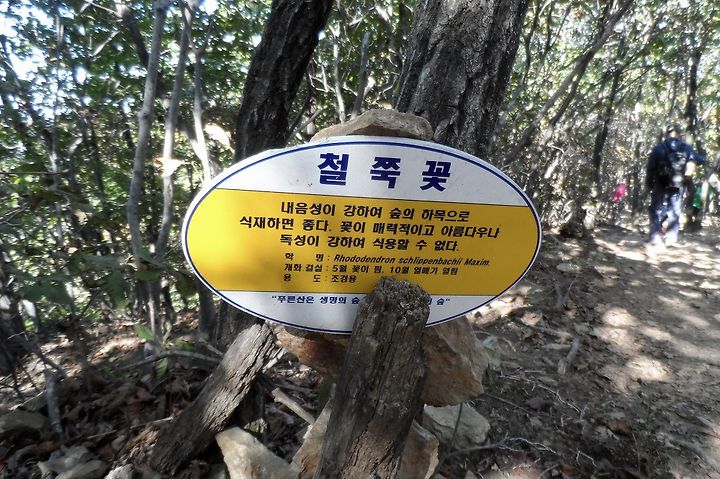 철 쭉 꽃
내음성이 강하여 숲의 하목으로
식재하면 좋다. 꽃이 매력적이고 아름다우나
독성이 강하여 식용할 수 없다.
학 명 : Rhododendron schlippenbachii Maxim.
개화 결실 : 5월 꽃이 핌, 10월 열매가 열림
용 도 : 조경용
"푸른산은 생명의 숲 숲"